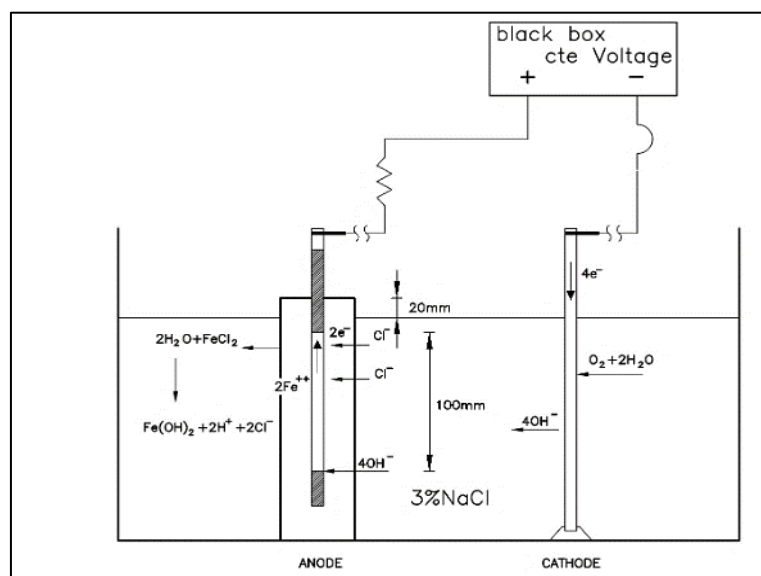 black box
cte Voltage
+ −
4e⁻
20mm
2H₂O+FeCl₂
2e⁻
Cl⁻
2Fe⁺⁺
Cl⁻
O₂+2H₂O
100mm
Fe(OH)₂ +2H⁺ +2Cl⁻
4OH⁻
4OH⁻
3%NaCl
ANODE
CATHODE